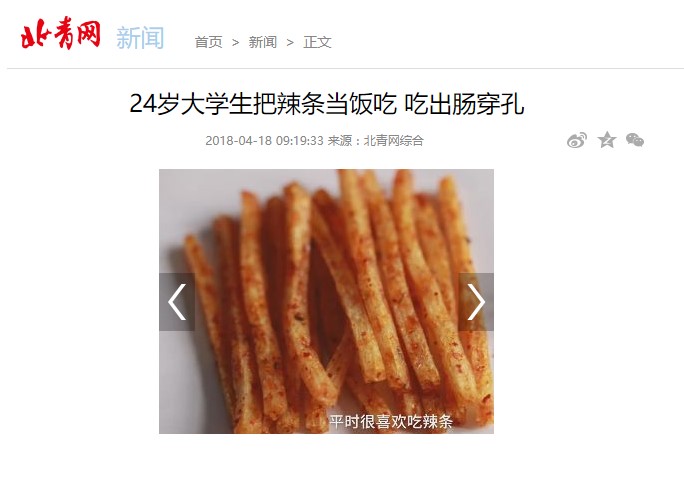 北青网 新闻 首页 > 新闻 > 正文
24岁大学生把辣条当饭吃 吃出肠穿孔
2018-04-18 09:19:33 来源：北青网综合
平时很喜欢吃辣条